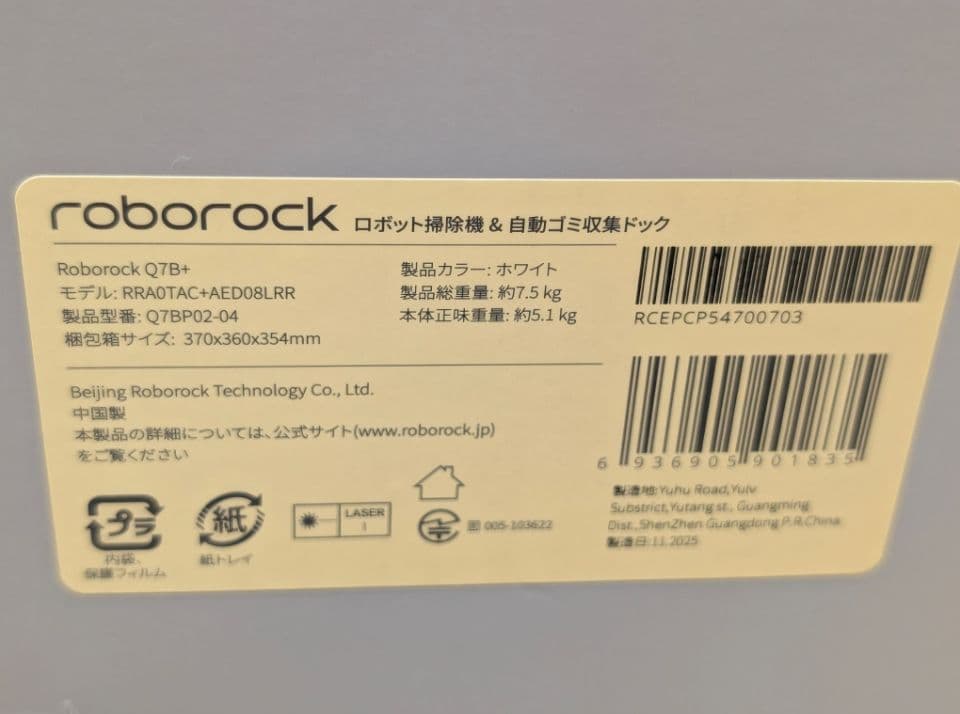 roborock ロボット掃除機 & 自動ゴミ収集ドック
Roborock Q7B+
モデル: RRA0TAC+AED08LRR
製品型番: Q7BP02-04
梱包箱サイズ: 370x360x354mm
製品カラー: ホワイト
製品総重量: 約7.5 kg
本体正味重量: 約5.1 kg
RCEPCP54700703
Beijing Roborock Technology Co., Ltd.
中国製
本製品の詳細については、公式サイト(www.roborock.jp)
をご覧ください
6 936905 901835
製造地:Yuhu Road,Yulv
Substrict,Yutang st., Guangming
Dist.,ShenZhen Guangdong P.R.China
製造日:11.2025
プラ
内袋、
保護フィルム
紙
紙トレイ
LASER
1
005-103622